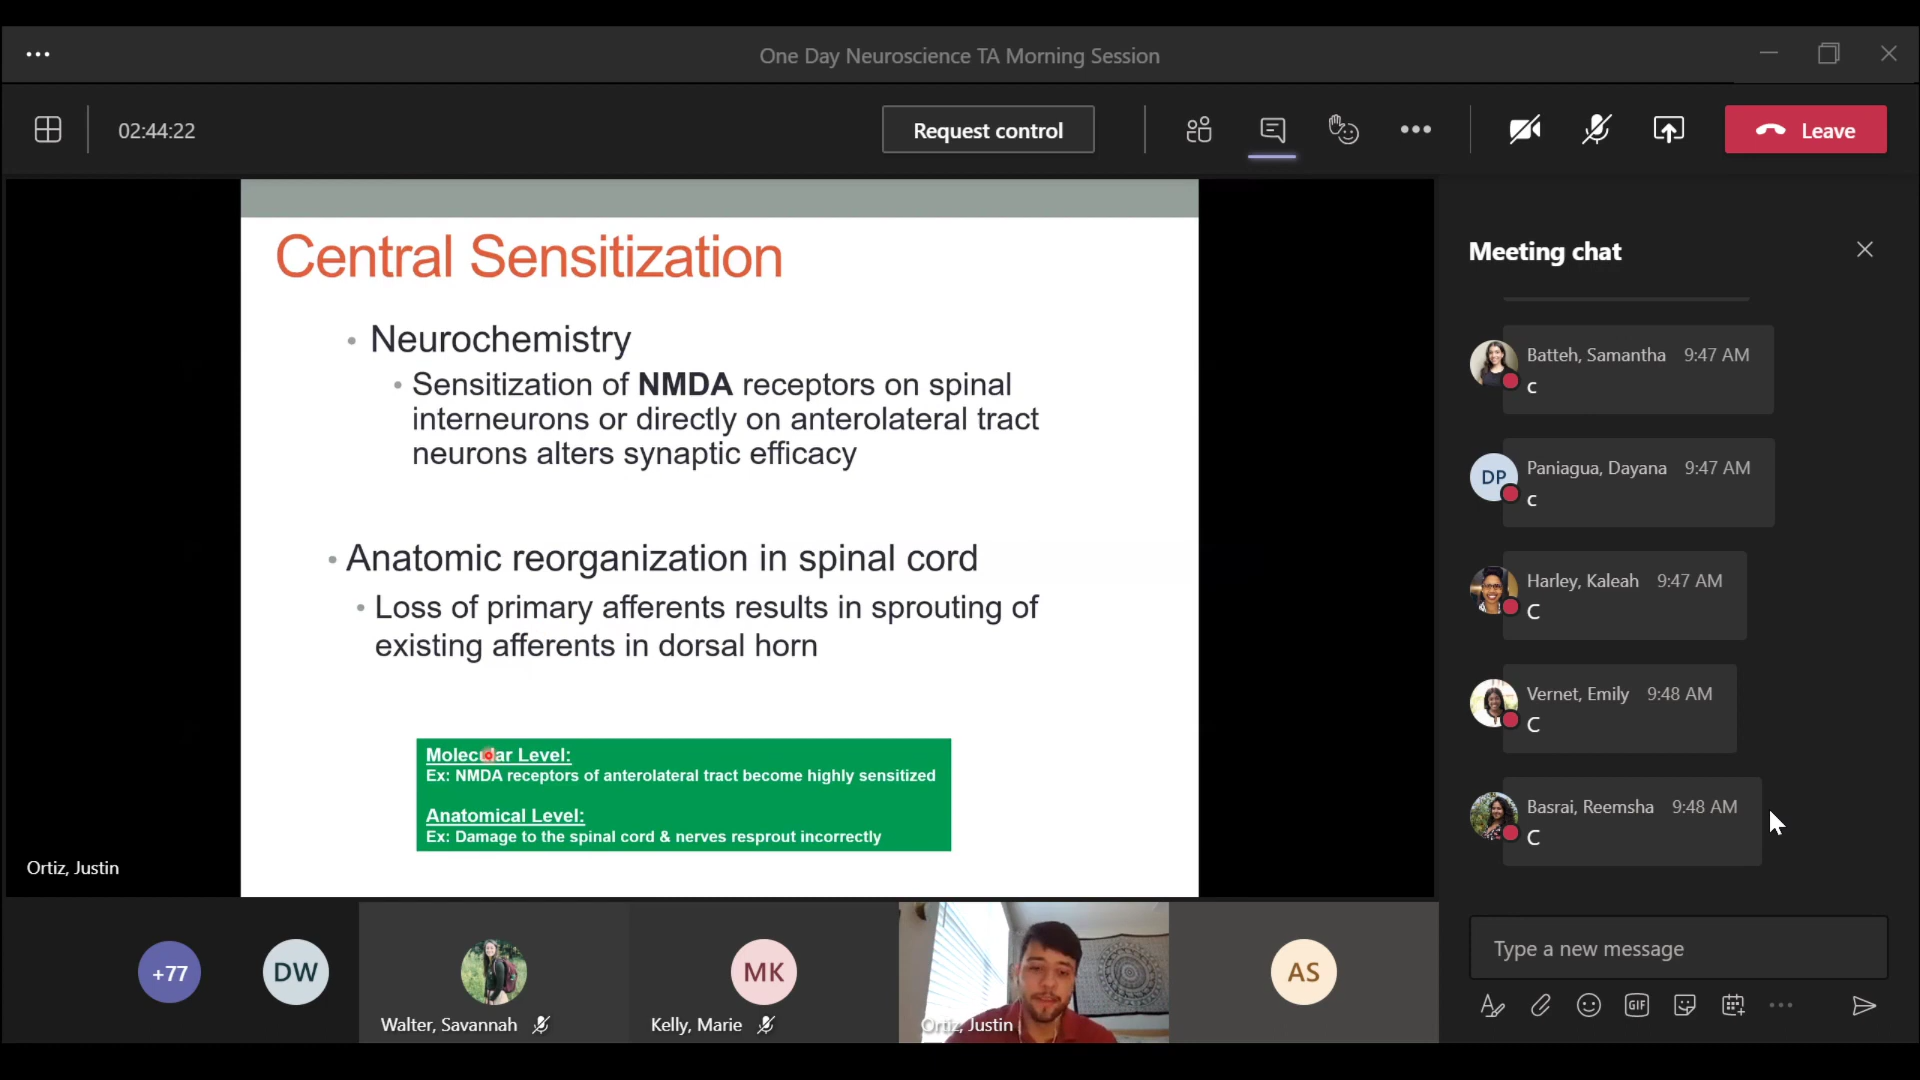 One Day Neuroscience TA Morning Session
02:44:22
Request control
Leave
Central Sensitization
Neurochemistry
Sensitization of NMDA receptors on spinal
interneurons or directly on anterolateral tract
neurons alters synaptic efficacy
Anatomic reorganization in spinal cord
Loss of primary afferents results in sprouting of
existing afferents in dorsal horn
Molecular Level:
Ex: NMDA receptors of anterolateral tract become highly sensitized
Anatomical Level:
Ex: Damage to the spinal cord & nerves resprout incorrectly
Ortiz, Justin
+77
DW
Walter, Savannah
MK
Kelly, Marie
Ortiz, Justin
AS
Meeting chat
Batteh, Samantha 9:47 AM
c
DP
Paniagua, Dayana 9:47 AM
c
Harley, Kaleah 9:47 AM
C
Vernet, Emily 9:48 AM
C
Basrai, Reemsha 9:48 AM
C
Type a new message
GIF